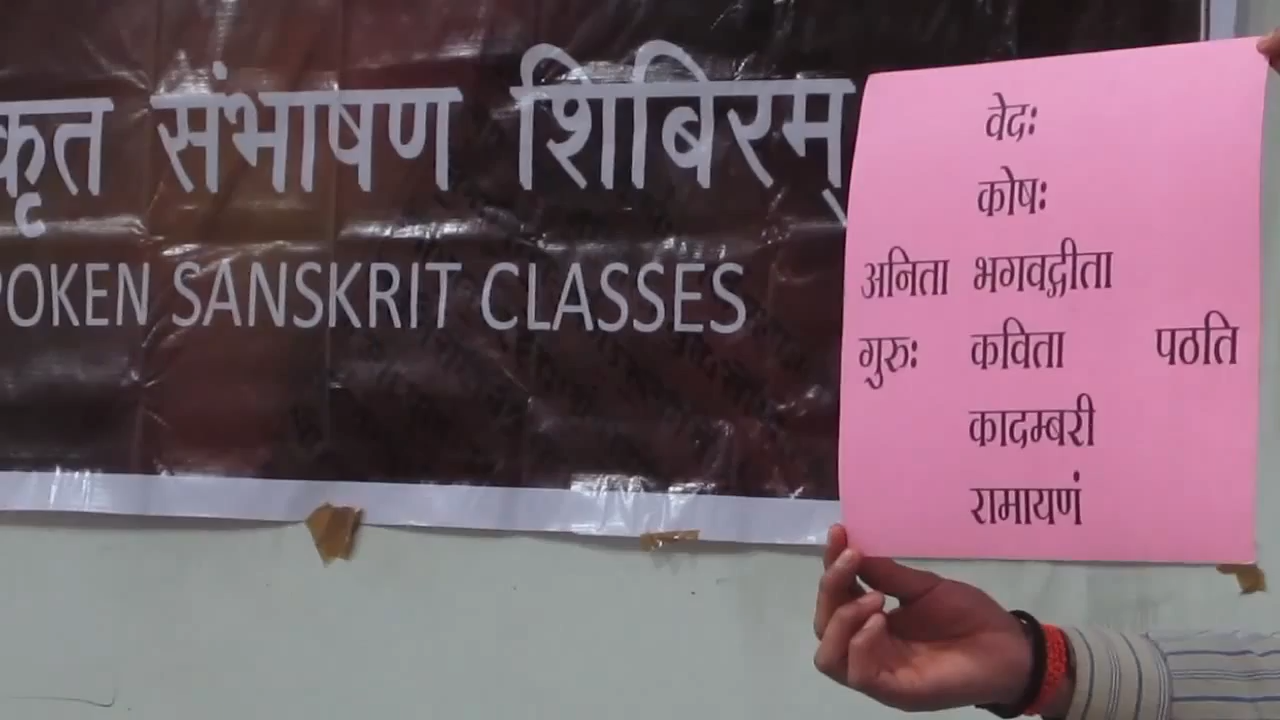 कृत संभाषण शिबिरम्
POKEN SANSKRIT CLASSES
वेदः
कोषः
अनिता भगवद्गीता
गुरुः कविता पठति
कादम्बरी
रामायणं